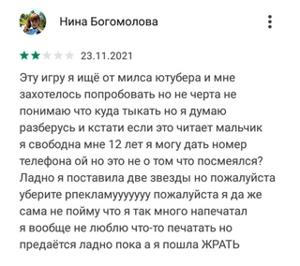 Нина Богомолова
23.11.2021
Эту игру я ищё от милса ютубера и мне
захотелось попробовать но не черта не
понимаю что куда тыкать но я думаю
разберусь и кстати если это читает мальчик
я свободна мне 12 лет я могу дать номер
телефона ой но это не о том что посмеялся?
Ладно я поставила две звезды но пожалуйста
уберите рпекламууууууу пожалуйста я да же
сама не пойму что я так много напечатал
я вообще не люблю что-то печатать но
предаётся ладно пока а я пошла ЖРАТЬ